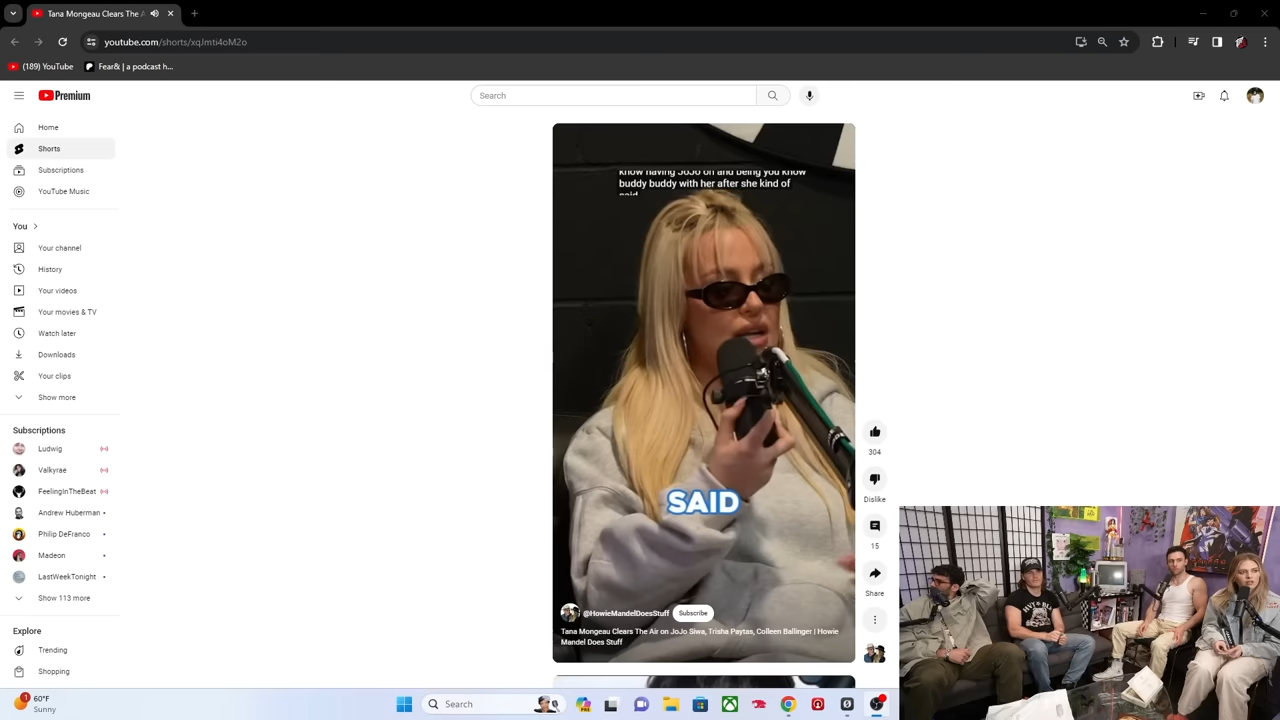 Tana Mongeau Clears The A
youtube.com/shorts/xqJmti4oM2o
(189) YouTube
Fear& | a podcast h...
Premium
Search
Home
Shorts
Subscriptions
YouTube Music
You
Your channel
History
Your videos
Your movies & TV
Watch later
Downloads
Your clips
Show more
Subscriptions
Ludwig
Valkyrae
FeelingInTheBeat
Andrew Huberman
Philip DeFranco
Madeon
LastWeekTonight
Show 113 more
Explore
Trending
Shopping
know having JoJo on and being you know
buddy buddy with her after she kind of
said
SAID
@HowieMandelDoesStuff
Subscribe
Tana Mongeau Clears The Air on JoJo Siwa, Trisha Paytas, Colleen Ballinger | Howie
Mandel Does Stuff
304
Dislike
15
Share
1
60°F
Sunny
Search